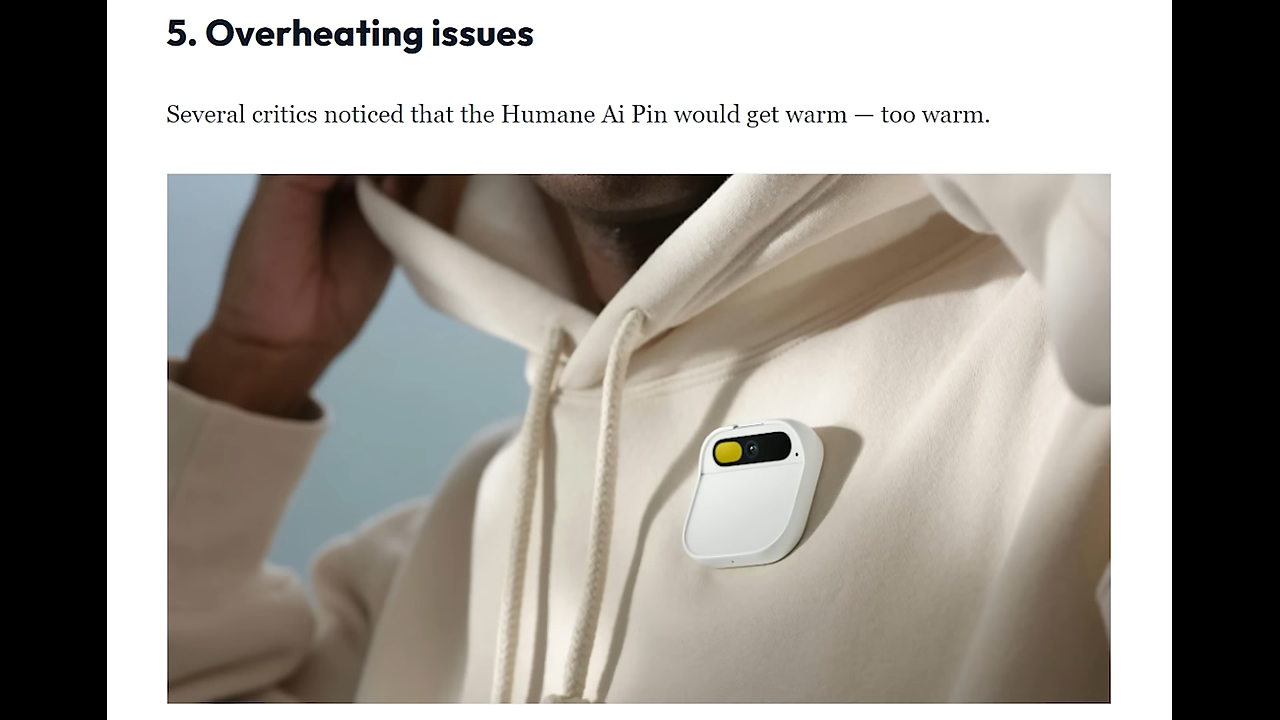 5. Overheating issues
Several critics noticed that the Humane Ai Pin would get warm — too warm.